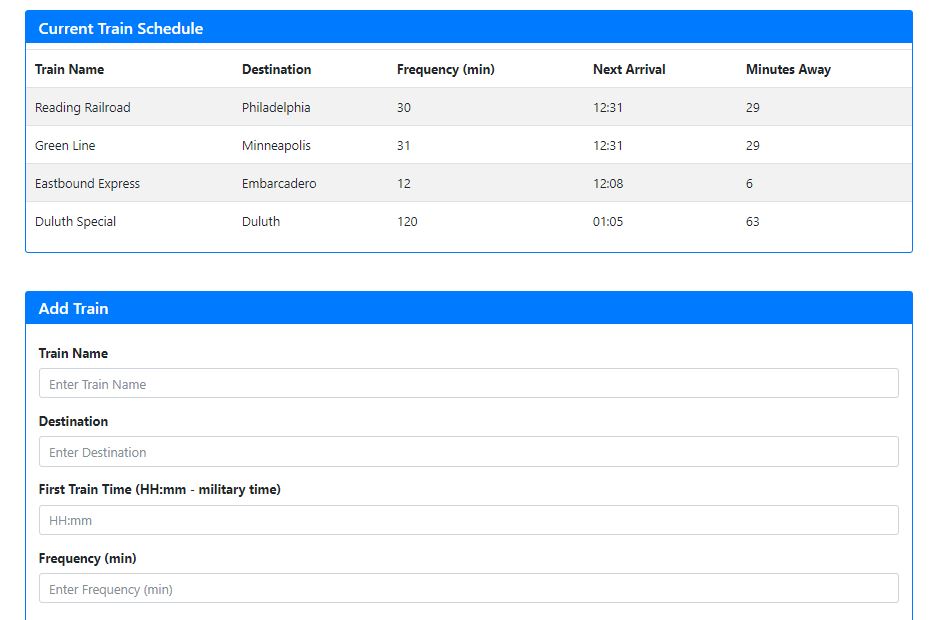 Current Train Schedule
Train Name Destination Frequency (min) Next Arrival Minutes Away
Reading Railroad Philadelphia 30 12:31 29
Green Line Minneapolis 31 12:31 29
Eastbound Express Embarcadero 12 12:08 6
Duluth Special Duluth 120 01:05 63
Add Train
Train Name
Enter Train Name
Destination
Enter Destination
First Train Time (HH:mm - military time)
HH:mm
Frequency (min)
Enter Frequency (min)